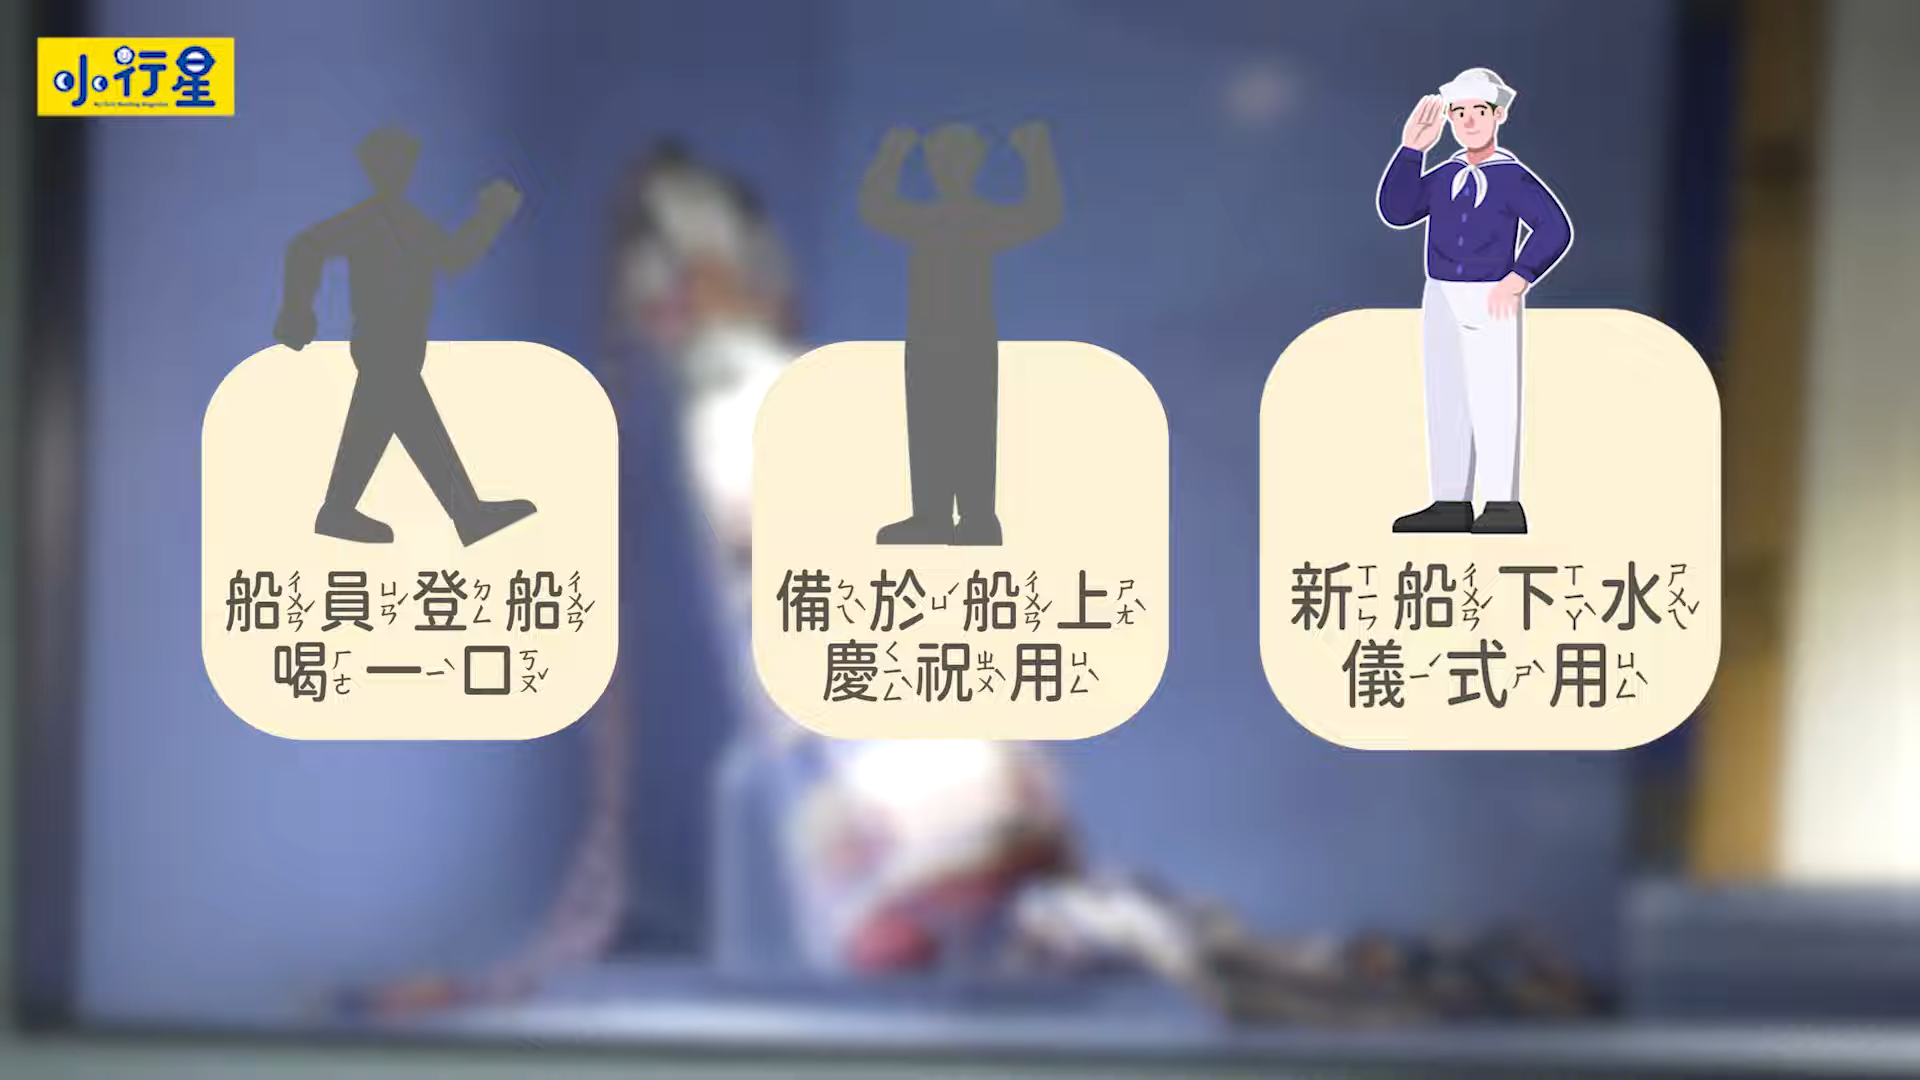 小行星
船員登船
喝一口
備於船上
慶祝用
新船下水
儀式用